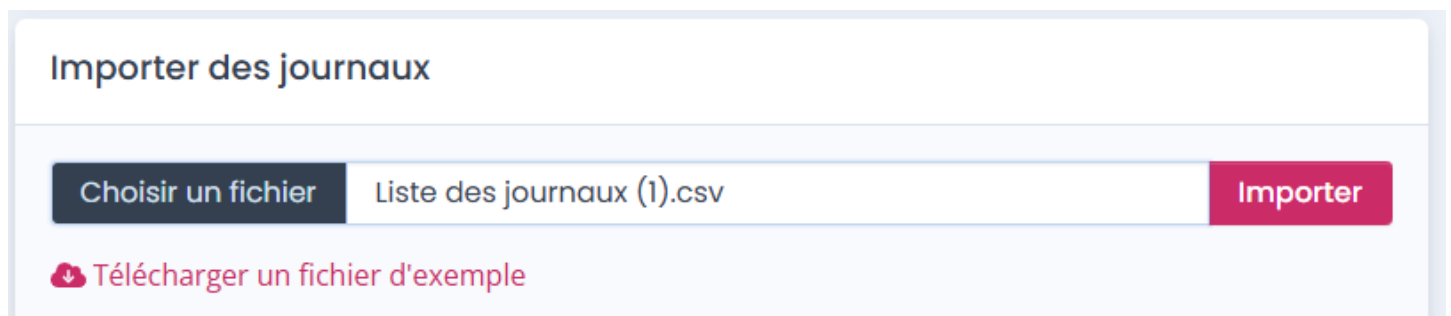 Importer des journaux
Choisir un fichier Liste des journaux (1).csv Importer
Télécharger un fichier d'exemple